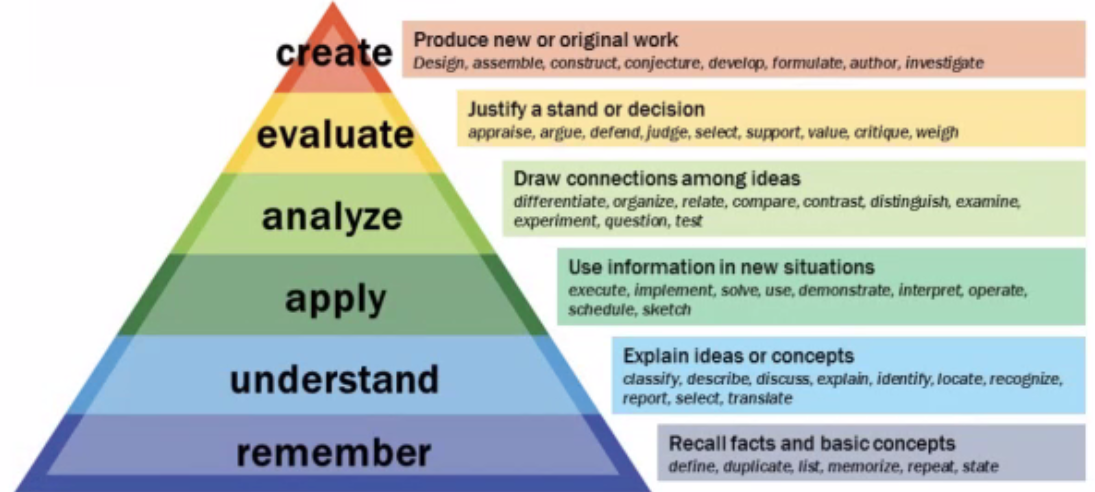 create
Produce new or original work
Design, assemble, construct, conjecture, develop, formulate, author, investigate
evaluate
Justify a stand or decision
appraise, argue, defend, judge, select, support, value, critique, weigh
analyze
Draw connections among ideas
differentiate, organize, relate, compare, contrast, distinguish, examine,
experiment, question, test
apply
Use information in new situations
execute, implement, solve, use, demonstrate, interpret, operate,
schedule, sketch
understand
Explain ideas or concepts
classify, describe, discuss, explain, identify, locate, recognize,
report, select, translate
remember
Recall facts and basic concepts
define, duplicate, list, memorize, repeat, state